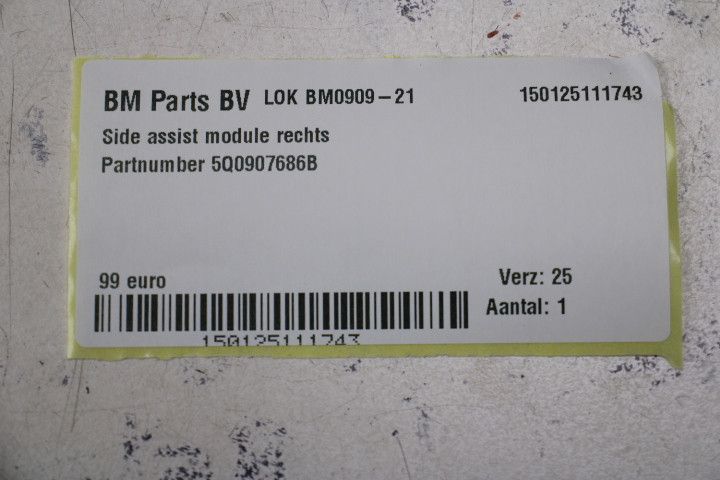 BM Parts BV LOK BM0909-21 150125111743
Side assist module rechts
Partnumber 5Q0907686B
99 euro Verz: 25
Aantal: 1
150125111743